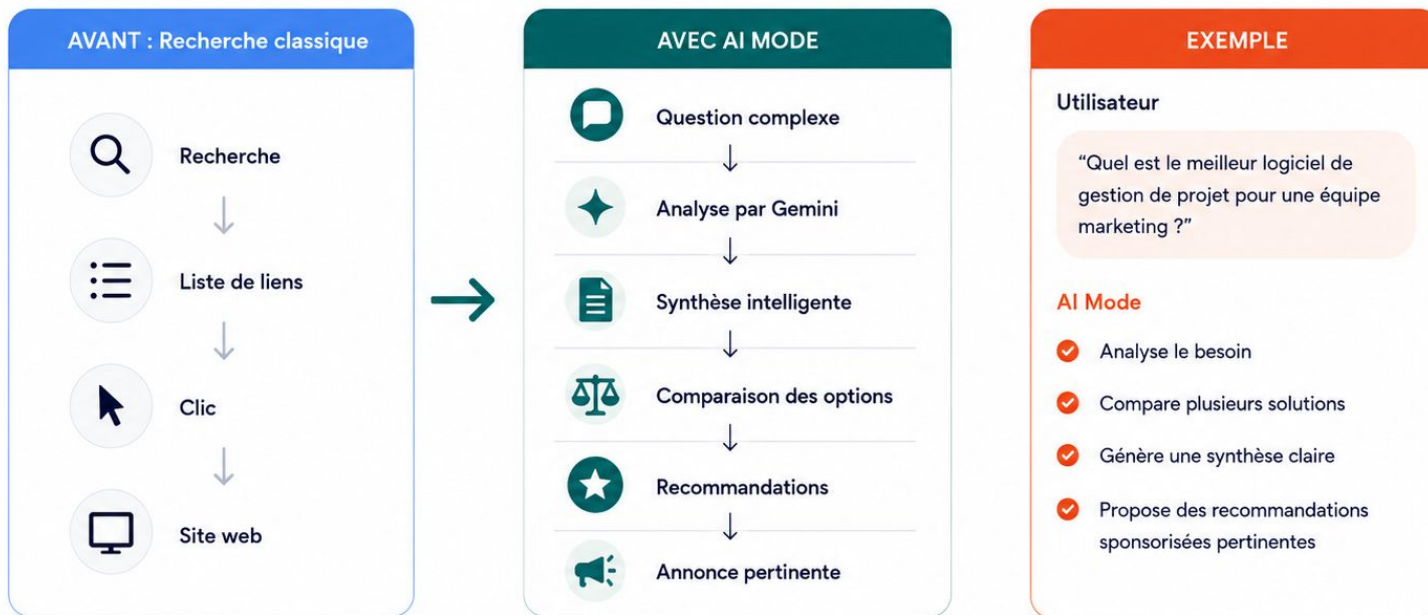 AVANT : Recherche classique
Recherche
Liste de liens
Clic
Site web
AVEC AI MODE
Question complexe
Analyse par Gemini
Synthèse intelligente
Comparaison des options
Recommandations
Annonce pertinente
EXEMPLE
Utilisateur
“Quel est le meilleur logiciel de
gestion de projet pour une équipe
marketing ?”
AI Mode
Analyse le besoin
Compare plusieurs solutions
Génère une synthèse claire
Propose des recommandations
sponsorisées pertinentes